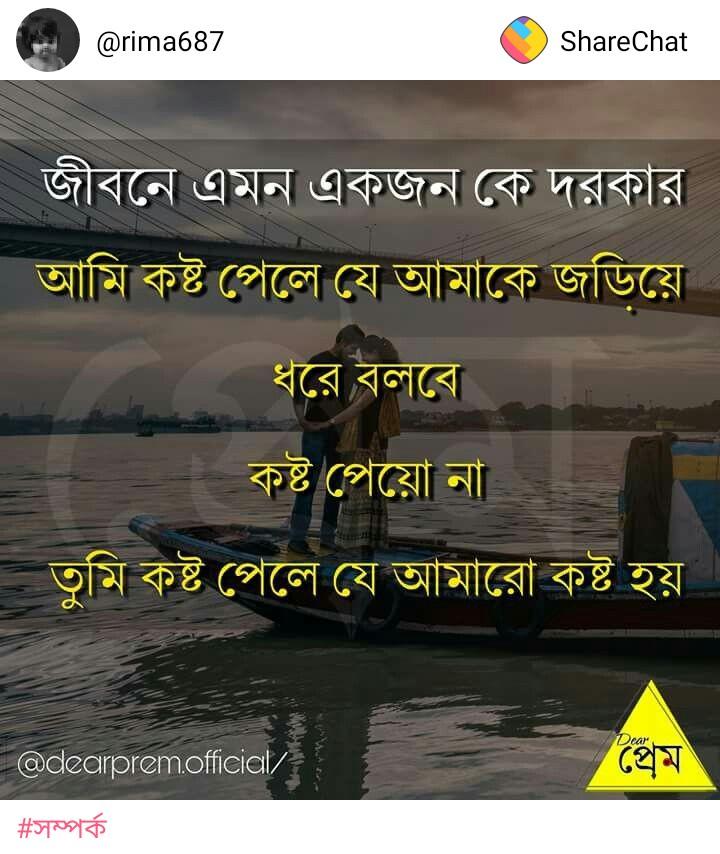 @rima687
ShareChat
জীবনে এমন একজন কে দরকার
আমি কষ্ট পেলে যে আমাকে জড়িয়ে
ধরে বলবে
কষ্ট পেয়ো না
তুমি কষ্ট পেলে যে আমারো কষ্ট হয়
@dearprem.official/
Dear
প্রেম
#সম্পর্ক